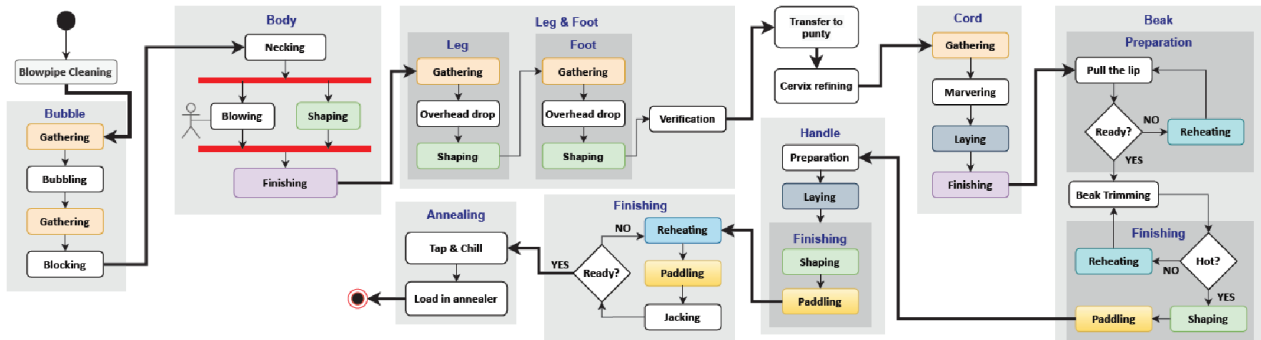 Blowpipe Cleaning
Bubble
Gathering
Bubbling
Gathering
Blocking
Body
Necking
Blowing
Shaping
Finishing
Leg & Foot
Leg
Gathering
Overhead drop
Shaping
Foot
Gathering
Overhead drop
Shaping
Verification
Transfer to
punty
Cervix refining
Cord
Gathering
Marvering
Laying
Finishing
Beak
Preparation
Pull the lip
Ready?
NO
Reheating
YES
Beak Trimming
Finishing
Hot?
NO
Reheating
YES
Shaping
Paddling
Handle
Preparation
Laying
Finishing
Shaping
Paddling
Finishing
Reheating
Paddling
Jacking
Ready?
NO
YES
Annealing
Tap & Chill
Load in annealer